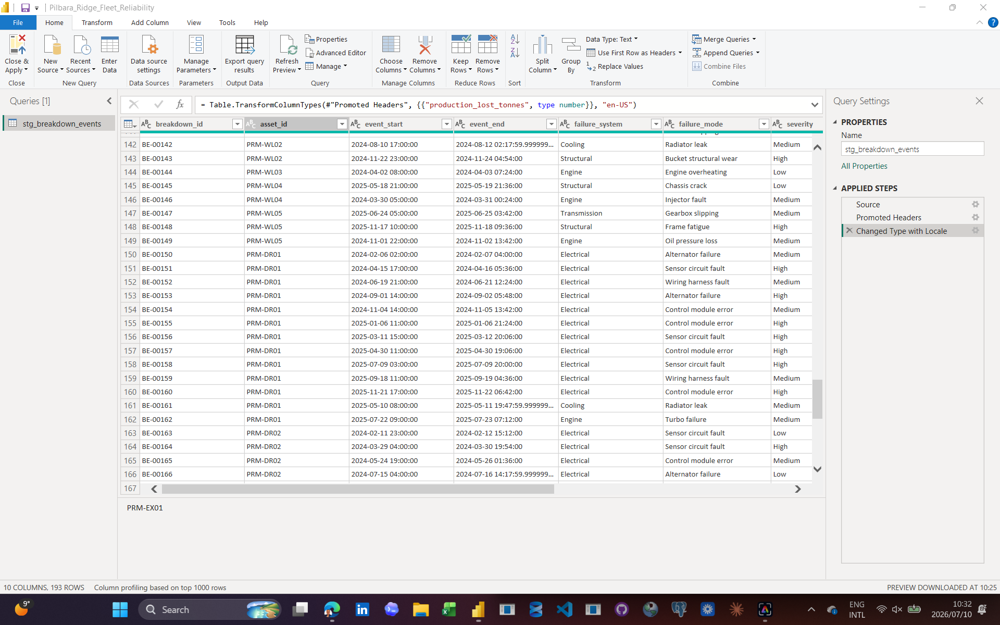 Pilbara_Ridge_Fleet_Reliability
File Home Transform Add Column View Tools Help
Close & Apply
New Source
Recent Sources
Enter Data
Data source settings
Manage Parameters
Export query results
Refresh Preview
Properties
Advanced Editor
Manage
Choose Columns
Remove Columns
Keep Rows
Remove Rows
Split Column
Group By
Data Type: Text
Use First Row as Headers
Replace Values
Merge Queries
Append Queries
Combine Files
Close New Query Data Sources Parameters Output Data Query Manage Columns Reduce Rows Sort Transform Combine
Queries [1]
stg_breakdown_events
fx = Table.TransformColumnTypes(#"Promoted Headers", {{"production_lost_tonnes", type number}}, "en-US")
breakdown_id asset_id event_start event_end failure_system failure_mode severity
142 BE-00142 PRM-WL02 2024-08-10 17:00:00 2024-08-12 02:17:59.999999... Cooling Radiator leak Medium
143 BE-00143 PRM-WL02 2024-11-22 23:00:00 2024-11-24 04:54:00 Structural Bucket structural wear High
144 BE-00144 PRM-WL03 2024-04-02 08:00:00 2024-04-03 07:24:00 Engine Engine overheating Low
145 BE-00145 PRM-WL04 2025-05-18 21:00:00 2025-05-19 21:36:00 Structural Chassis crack Low
146 BE-00146 PRM-WL04 2024-03-30 05:00:00 2024-03-31 00:24:00 Engine Injector fault Medium
147 BE-00147 PRM-WL05 2025-06-24 05:00:00 2025-06-25 03:42:00 Transmission Gearbox slipping Medium
148 BE-00148 PRM-WL05 2025-11-17 10:00:00 2025-11-18 09:36:00 Structural Frame fatigue High
149 BE-00149 PRM-WL05 2024-11-01 22:00:00 2024-11-02 13:42:00 Engine Oil pressure loss Medium
150 BE-00150 PRM-DR01 2024-02-06 02:00:00 2024-02-07 04:00:00 Electrical Alternator failure Medium
151 BE-00151 PRM-DR01 2024-04-15 17:00:00 2024-04-16 05:36:00 Electrical Sensor circuit fault High
152 BE-00152 PRM-DR01 2024-06-19 21:00:00 2024-06-21 12:24:00 Electrical Wiring harness fault Medium
153 BE-00153 PRM-DR01 2024-09-01 14:00:00 2024-09-02 05:48:00 Electrical Alternator failure High
154 BE-00154 PRM-DR01 2024-11-04 14:00:00 2024-11-05 13:42:00 Electrical Control module error Medium
155 BE-00155 PRM-DR01 2025-01-06 11:00:00 2025-01-06 21:24:00 Electrical Control module error High
156 BE-00156 PRM-DR01 2025-03-11 15:00:00 2025-03-12 20:06:00 Electrical Sensor circuit fault High
157 BE-00157 PRM-DR01 2025-04-30 11:00:00 2025-04-30 19:06:00 Electrical Control module error High
158 BE-00158 PRM-DR01 2025-07-09 03:00:00 2025-07-09 20:00:00 Electrical Sensor circuit fault High
159 BE-00159 PRM-DR01 2025-09-18 11:00:00 2025-09-19 04:36:00 Electrical Wiring harness fault Medium
160 BE-00160 PRM-DR01 2025-11-21 17:00:00 2025-11-22 06:42:00 Electrical Control module error High
161 BE-00161 PRM-DR01 2025-05-10 08:00:00 2025-05-11 19:47:59.999999... Cooling Radiator leak Medium
162 BE-00162 PRM-DR01 2025-07-22 09:00:00 2025-07-23 07:12:00 Engine Turbo failure Medium
163 BE-00163 PRM-DR02 2024-02-11 23:00:00 2024-02-12 15:12:00 Electrical Sensor circuit fault Low
164 BE-00164 PRM-DR02 2024-03-29 04:00:00 2024-03-30 19:54:00 Electrical Sensor circuit fault High
165 BE-00165 PRM-DR02 2024-05-24 19:00:00 2024-05-26 01:36:00 Electrical Control module error Medium
166 BE-00166 PRM-DR02 2024-07-15 04:00:00 2024-07-16 14:17:59.999999... Electrical Alternator failure Low
167
PRM-EX01
Query Settings
PROPERTIES
Name
stg_breakdown_events
All Properties
APPLIED STEPS
Source
Promoted Headers
Changed Type with Locale
10 COLUMNS, 193 ROWS Column profiling based on top 1000 rows PREVIEW DOWNLOADED AT 10:25
9°
Search
ENG
INTL
10:32
2026/07/10